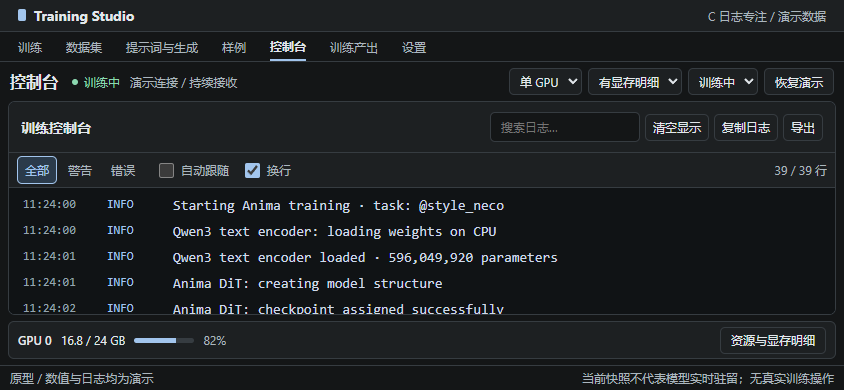 Training Studio
C 日志专注 / 演示数据
训练 数据集 提示词与生成 样例 控制台 训练产出 设置
控制台 训练中 演示连接 / 持续接收 单 GPU 有显存明细 训练中 恢复演示
训练控制台 搜索日志... 清空显示 复制日志 导出
全部 警告 错误 自动跟随 换行 39 / 39 行
11:24:00 INFO Starting Anima training · task: @style_neco
11:24:00 INFO Qwen3 text encoder: loading weights on CPU
11:24:01 INFO Qwen3 text encoder loaded · 596,049,920 parameters
11:24:01 INFO Anima DiT: creating model structure
11:24:02 INFO Anima DiT: checkpoint assigned successfully
GPU 0 16.8 / 24 GB 82% 资源与显存明细
原型 / 数值与日志均为演示 当前快照不代表模型实时驻留；无真实训练操作